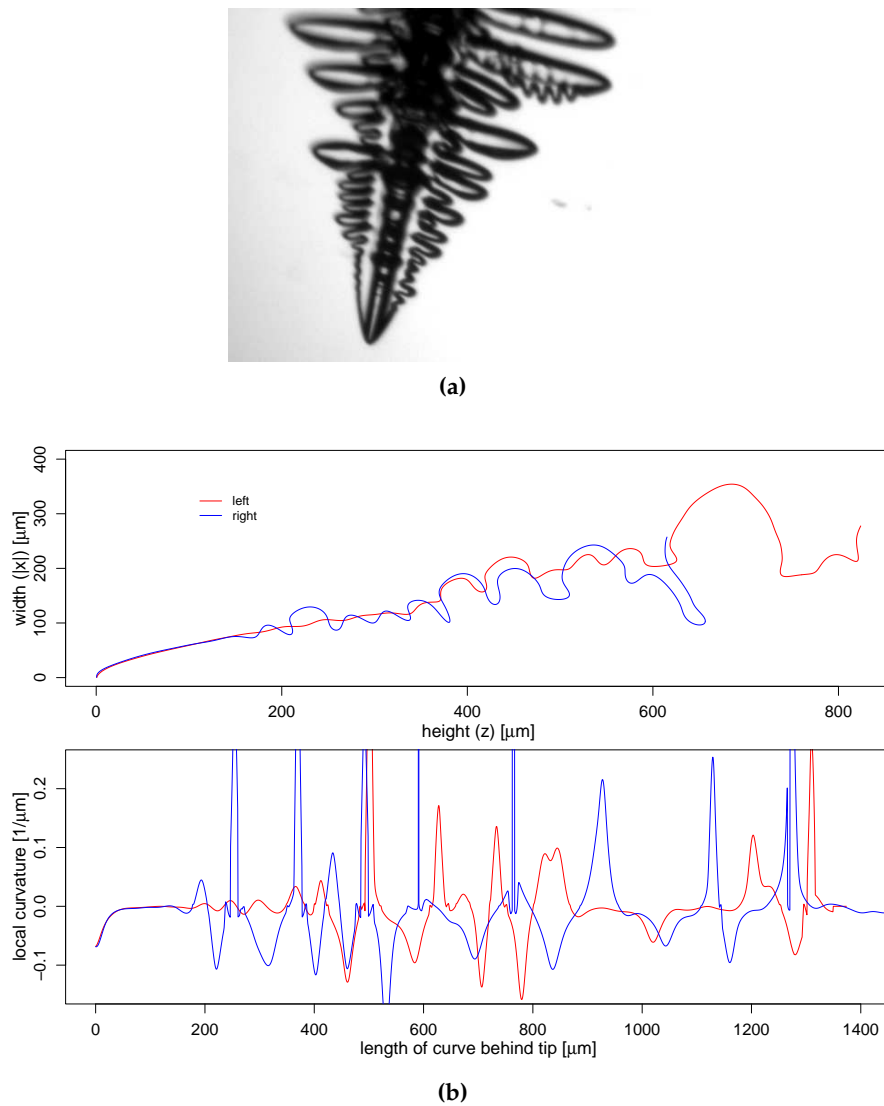 (a)
400
300
200
100
0
width (|x|) [μm]
left
right
0 200 400 600 800
height (z) [μm]
0.2
0.1
0.0
−0.1
local curvature [1/μm]
0 200 400 600 800 1000 1200 1400
length of curve behind tip [μm]
(b)